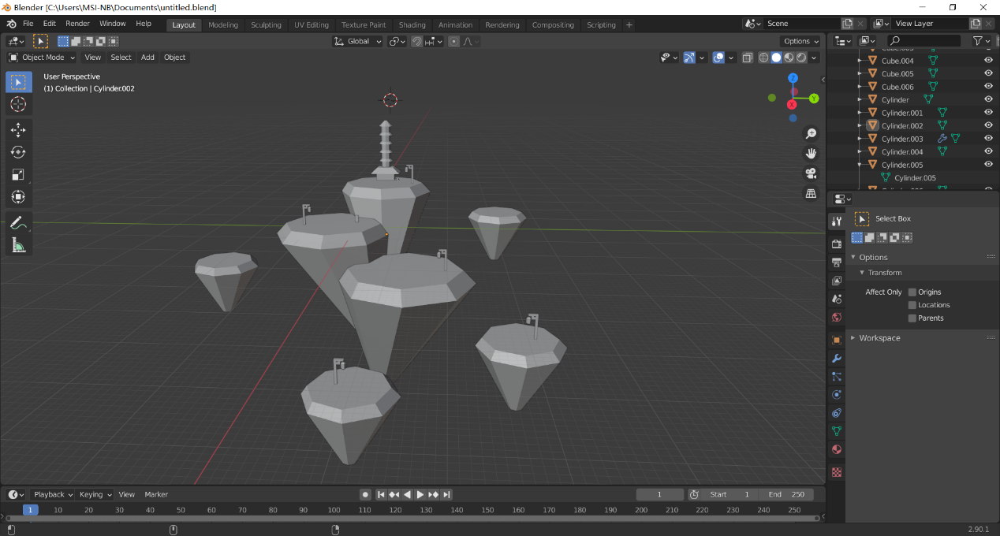 Blender [C:\Users\MSI-NB\Documents\untitled.blend]
File Edit Render Window Help Layout Modeling Sculpting UV Editing Texture Paint Shading Animation Rendering Compositing Scripting + Scene View Layer
Global Options
Object Mode View Select Add Object
User Perspective
(1) Collection | Cylinder.002
Z
Y
X
Cube.003
Cube.004
Cube.005
Cube.006
Cylinder
Cylinder.001
Cylinder.002
Cylinder.003
Cylinder.004
Cylinder.005
Cylinder.005
Select Box
Options
Transform
Affect Only Origins
Locations
Parents
Workspace
Playback Keying View Marker 1 Start 1 End 250
1 10 20 30 40 50 60 70 80 90 100 110 120 130 140 150 160 170 180 190 200 210 220 230 240 250
2.90.1